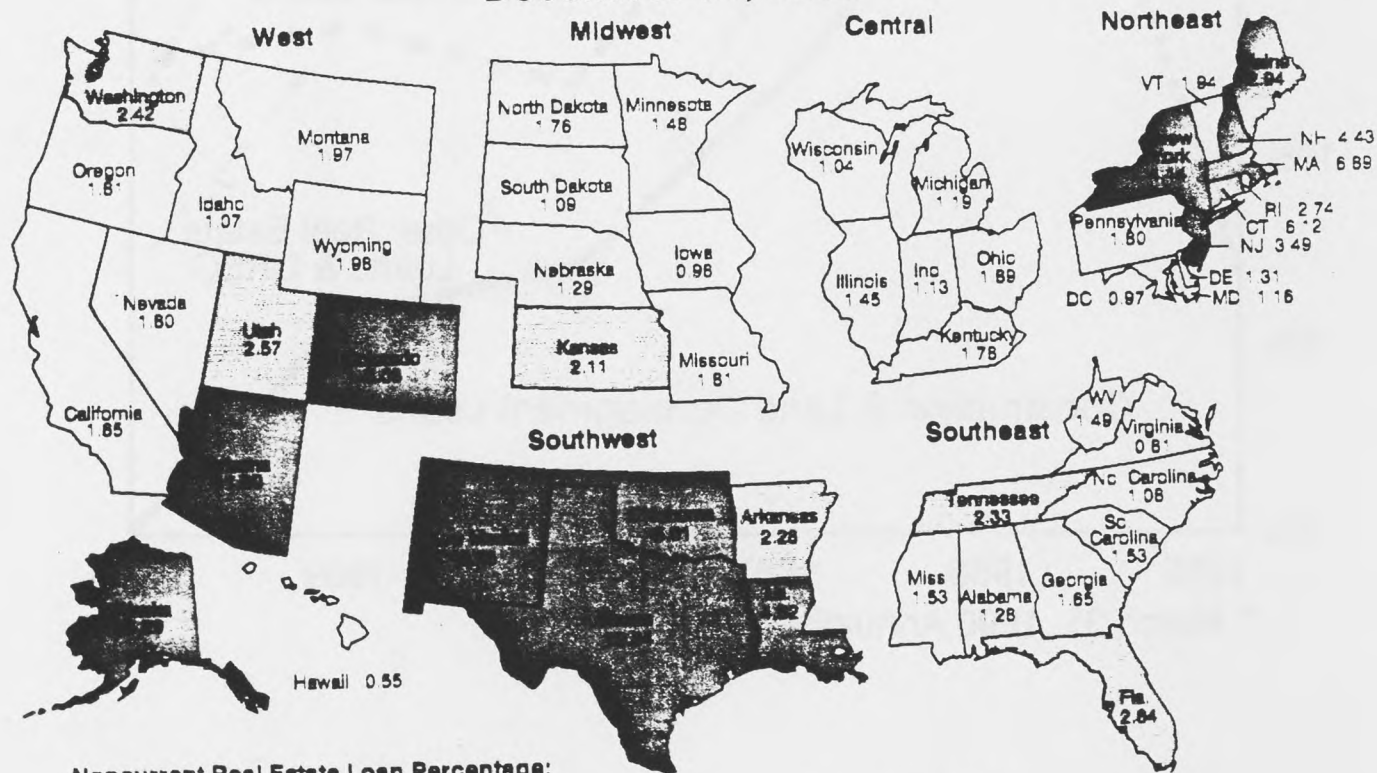 West
Midwest
Central
Northeast
Washington
2.42
Montana
1.97
Oregon
1.81
Idaho
1.07
Wyoming
1.98
Nevada
1.80
Utah
2.57
California
1.85
Hawaii 0.55
North Dakota
1.76
Minnesota
1.48
South Dakota
1.09
Nebraska
1.29
Iowa
0.98
Kansas
2.11
Missouri
1.81
Wisconsin
1.04
Michigan
1.19
Illinois
1.45
Ind
1.13
Ohio
1.89
Kentucky
1.78
2.94
VT 1.94
NH 4.43
MA 6.89
RI 2.74
CT 6.12
NJ 3.49
Pennsylvania
1.80
DE 1.31
MD 1.16
DC 0.97
Southwest
Arkansas
2.28
Southeast
WV
1.49
Virginia
0.81
Tennessee
2.33
No Carolina
1.08
So
Carolina
1.53
Miss
1.53
Alabama
1.28
Georgia
1.65
Fla.
2.84
Noncurrent Real Estate Loan Percentage: